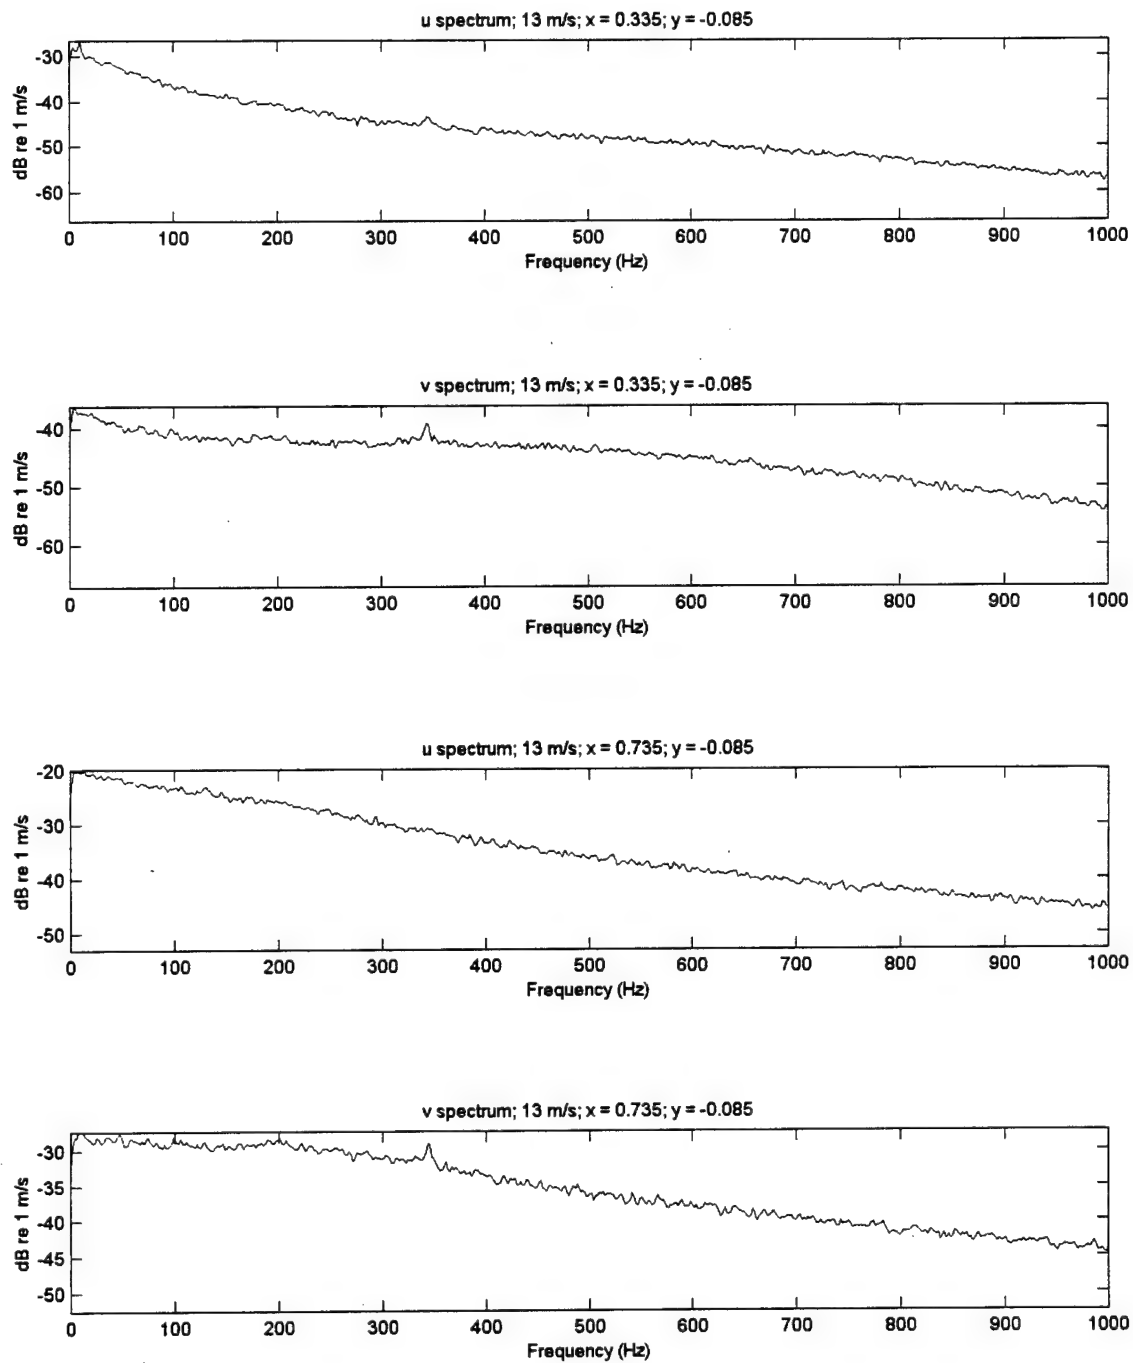 u spectrum; 13 m/s; x = 0.335; y = -0.085
-30
-40
-50
-60
dB re 1 m/s
0 100 200 300 400 500 600 700 800 900 1000
Frequency (Hz)
v spectrum; 13 m/s; x = 0.335; y = -0.085
-40
-50
-60
dB re 1 m/s
0 100 200 300 400 500 600 700 800 900 1000
Frequency (Hz)
u spectrum; 13 m/s; x = 0.735; y = -0.085
-20
-30
-40
-50
dB re 1 m/s
0 100 200 300 400 500 600 700 800 900 1000
Frequency (Hz)
v spectrum; 13 m/s; x = 0.735; y = -0.085
-30
-35
-40
-45
-50
dB re 1 m/s
0 100 200 300 400 500 600 700 800 900 1000
Frequency (Hz)